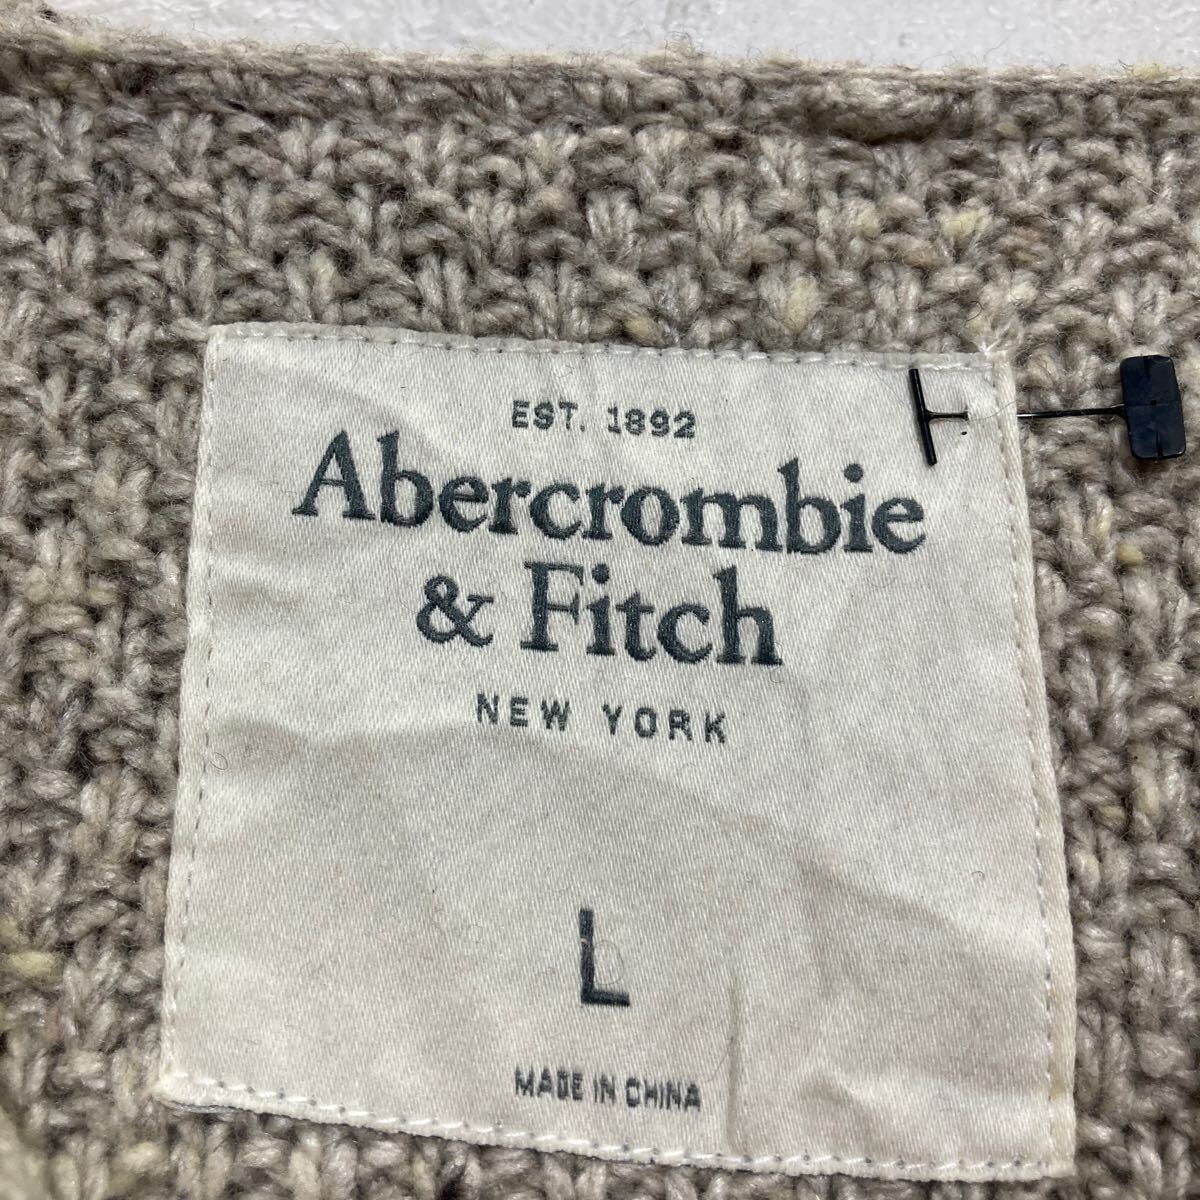 EST. 1892
Abercrombie
& Fitch
NEW YORK
L
MADE IN CHINA